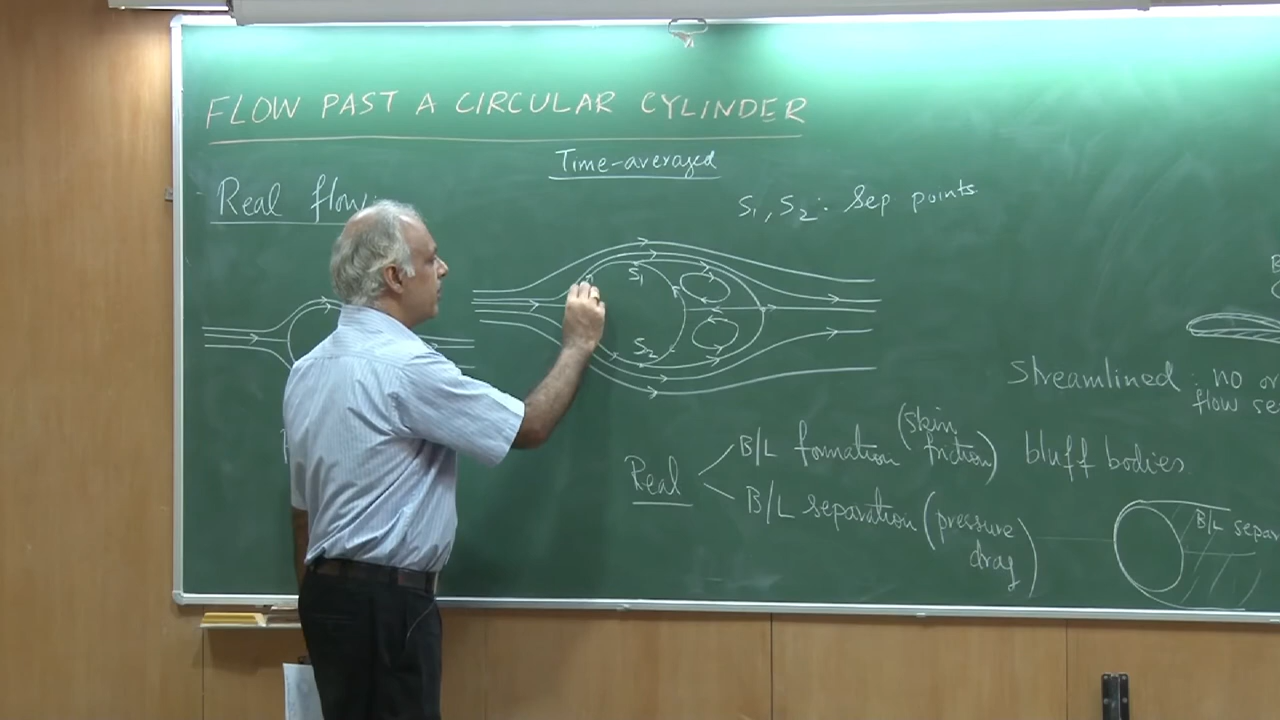 FLOW PAST A CIRCULAR CYLINDER
Time-averaged
Real flow
S1, S2: Sep points
S1
S2
Streamlined: no or
flow se
Real
B/L formation (skin friction)
B/L separation (pressure drag)
bluff bodies
B/L separ